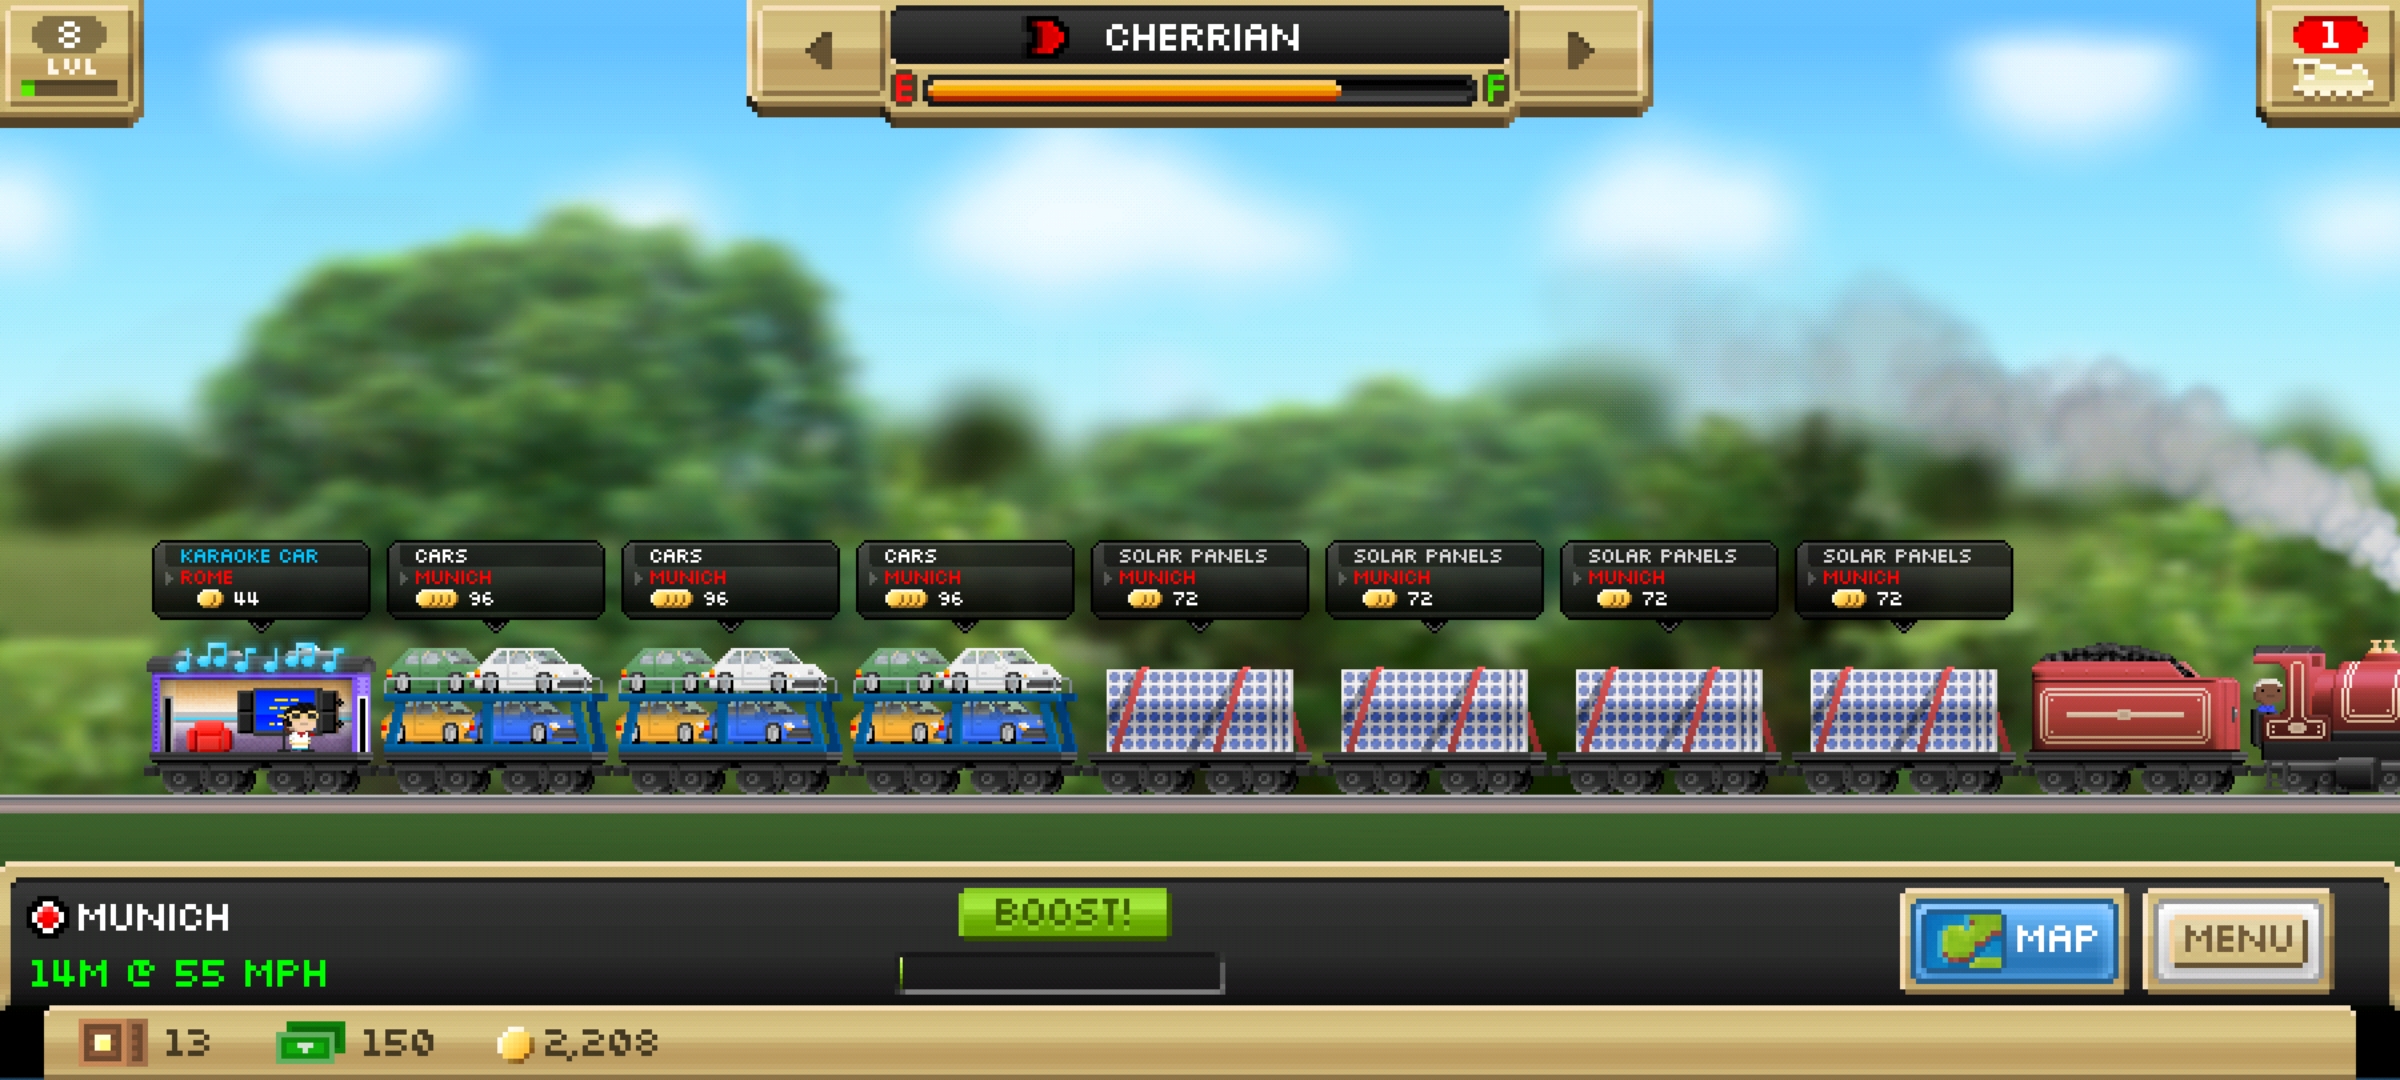 8
LVL
CHERRIAN
E F
1
KARAOKE CAR
ROME
44
CARS
MUNICH
96
CARS
MUNICH
96
CARS
MUNICH
96
SOLAR PANELS
MUNICH
72
SOLAR PANELS
MUNICH
72
SOLAR PANELS
MUNICH
72
SOLAR PANELS
MUNICH
72
MUNICH
14M @ 55 MPH
BOOST!
MAP
MENU
13 150 2,208